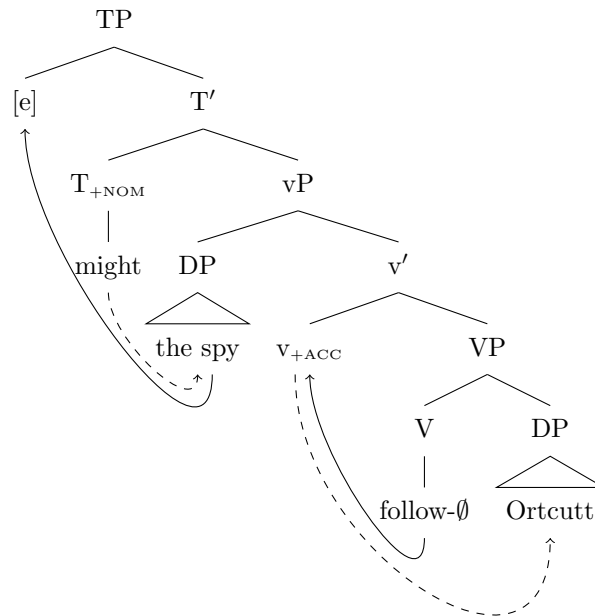 TP
[e] T′
T+NOM vP
might DP v′
the spy v+ACC VP
V DP
follow-∅ Ortcutt